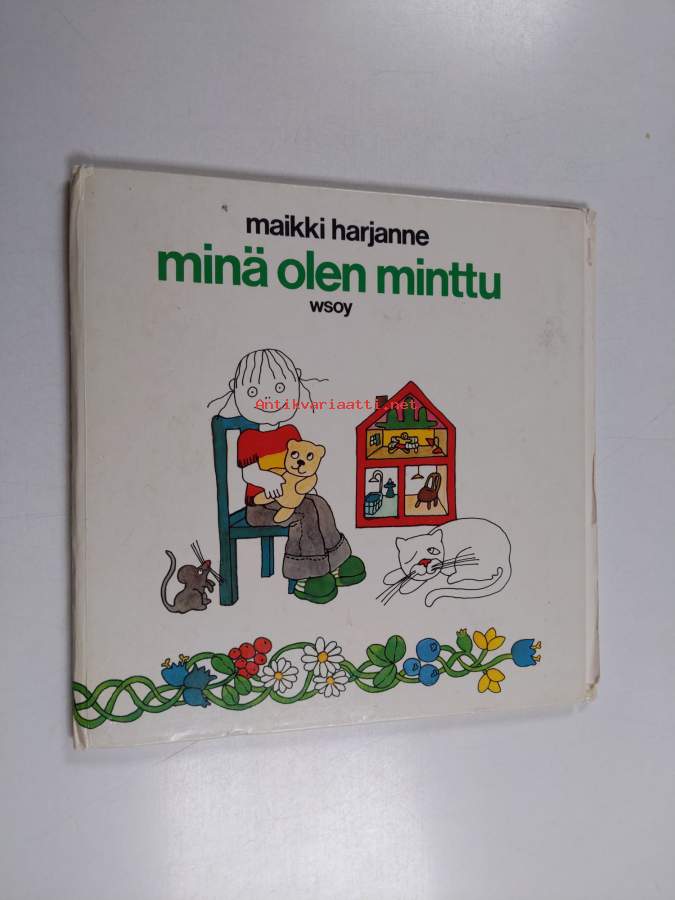 maikki harjanne
minä olen minttu
wsoy
Antikvariaatti.net